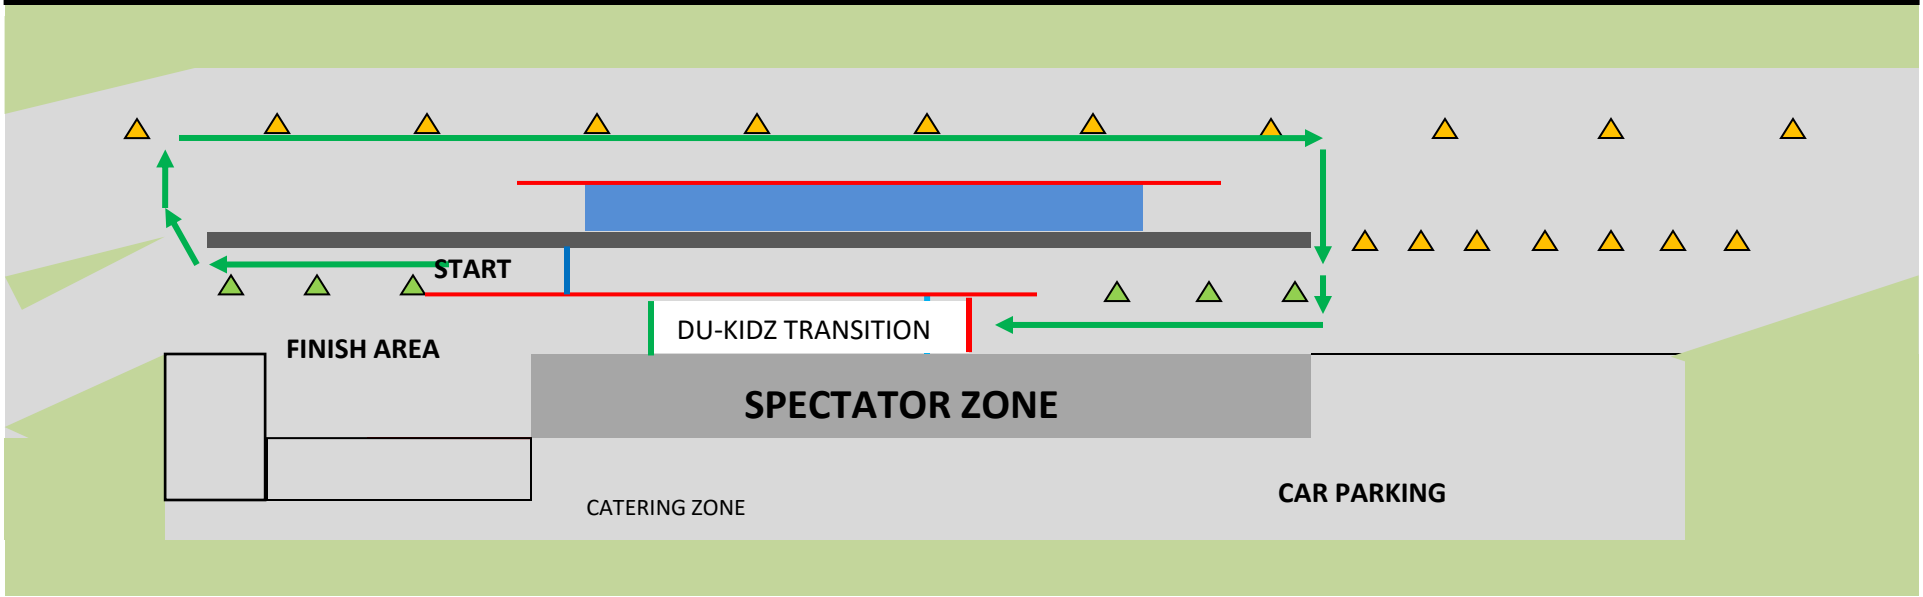 START
DU-KIDZ TRANSITION
FINISH AREA
SPECTATOR ZONE
CAR PARKING
CATERING ZONE